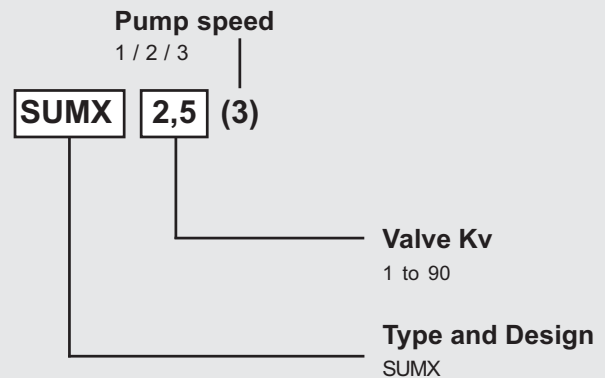 Pump speed
1 / 2 / 3
SUMX 2,5 (3)
Valve Kv
1 to 90
Type and Design
SUMX